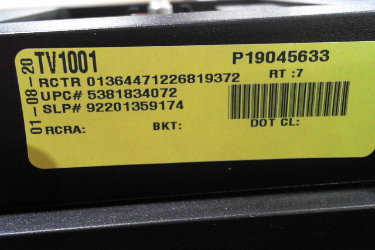 01-08-20
TV1001 P19045633
RCTR 01364471226819372 RT :7
UPC# 5381834072
SLP# 92201359174
RCRA: BKT: DOT CL: